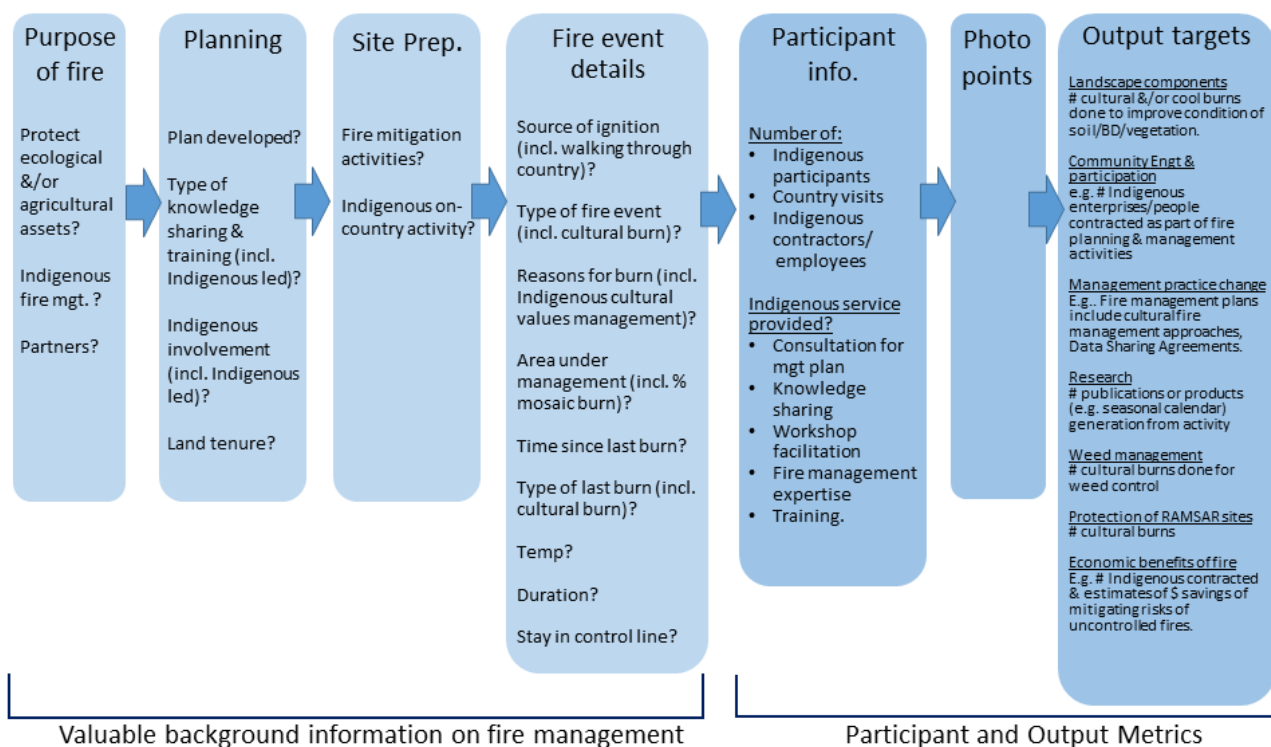 Purpose
of fire
Protect
ecological
&/or
agricultural
assets?
Indigenous
fire mgt. ?
Partners?
Planning
Plan developed?
Type of
knowledge
sharing &
training (incl.
Indigenous led)?
Indigenous
involvement
(incl. Indigenous
led)?
Land tenure?
Site Prep.
Fire mitigation
activities?
Indigenous on-
country activity?
Fire event
details
Source of ignition
(incl. walking through
country)?
Type of fire event
(incl. cultural burn)?
Reasons for burn (incl.
Indigenous cultural
values management)?
Area under
management (incl. %
mosaic burn)?
Time since last burn?
Type of last burn (incl.
cultural burn)?
Temp?
Duration?
Stay in control line?
Participant
info.
Number of:
• Indigenous
participants
• Country visits
• Indigenous
contractors/
employees
Indigenous service
provided?
• Consultation for
mgt plan
• Knowledge
sharing
• Workshop
facilitation
• Fire management
expertise
• Training.
Photo
points
Output targets
Landscape components
# cultural &/or cool burns
done to improve condition of
soil/BD/vegetation.
Community Engt &
participation
e.g. # Indigenous
enterprises/people
contracted as part of fire
planning & management
activities
Management practice change
E.g.. Fire management plans
include cultural fire
management approaches,
Data Sharing Agreements.
Research
# publications or products
(e.g. seasonal calendar)
generation from activity
Weed management
# cultural burns done for
weed control
Protection of RAMSAR sites
# cultural burns
Economic benefits of fire
E.g. # Indigenous contracted
& estimates of $ savings of
mitigating risks of
uncontrolled fires.
Valuable background information on fire management
Participant and Output Metrics